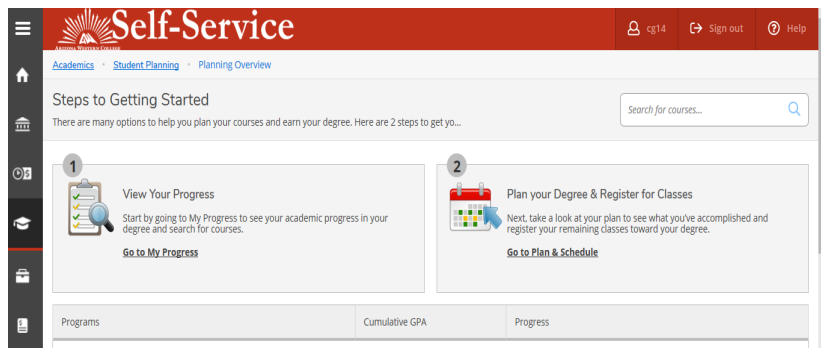 Self-Service
ARIZONA WESTERN COLLEGE
cg14
Sign out
Help
Academics · Student Planning · Planning Overview
Steps to Getting Started
There are many options to help you plan your courses and earn your degree. Here are 2 steps to get yo...
Search for courses...
1
View Your Progress
Start by going to My Progress to see your academic progress in your
degree and search for courses.
Go to My Progress
2
Plan your Degree & Register for Classes
Next, take a look at your plan to see what you've accomplished and
register your remaining classes toward your degree.
Go to Plan & Schedule
Programs
Cumulative GPA
Progress